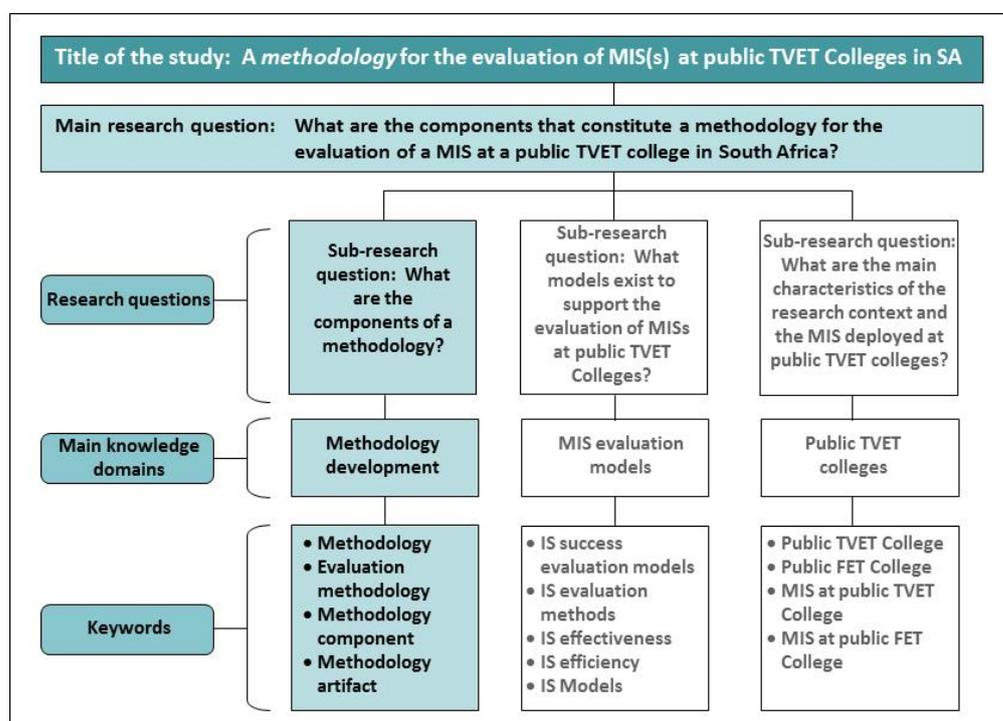 Title of the study: A methodology for the evaluation of MIS(s) at public TVET Colleges in SA
Main research question: What are the components that constitute a methodology for the
evaluation of a MIS at a public TVET college in South Africa?
Research questions
Sub-research
question: What
are the
components of a
methodology?
Sub-research
question: What
models exist to
support the
evaluation of MISs
at public TVET
Colleges?
Sub-research question:
What are the main
characteristics of the
research context and
the MIS deployed at
public TVET colleges?
Main knowledge
domains
Methodology
development
MIS evaluation
models
Public TVET
colleges
Keywords
• Methodology
• Evaluation
methodology
• Methodology
component
• Methodology
artifact
• IS success
evaluation models
• IS evaluation
methods
• IS effectiveness
• IS efficiency
• IS Models
• Public TVET College
• Public FET College
• MIS at public TVET
College
• MIS at public FET
College